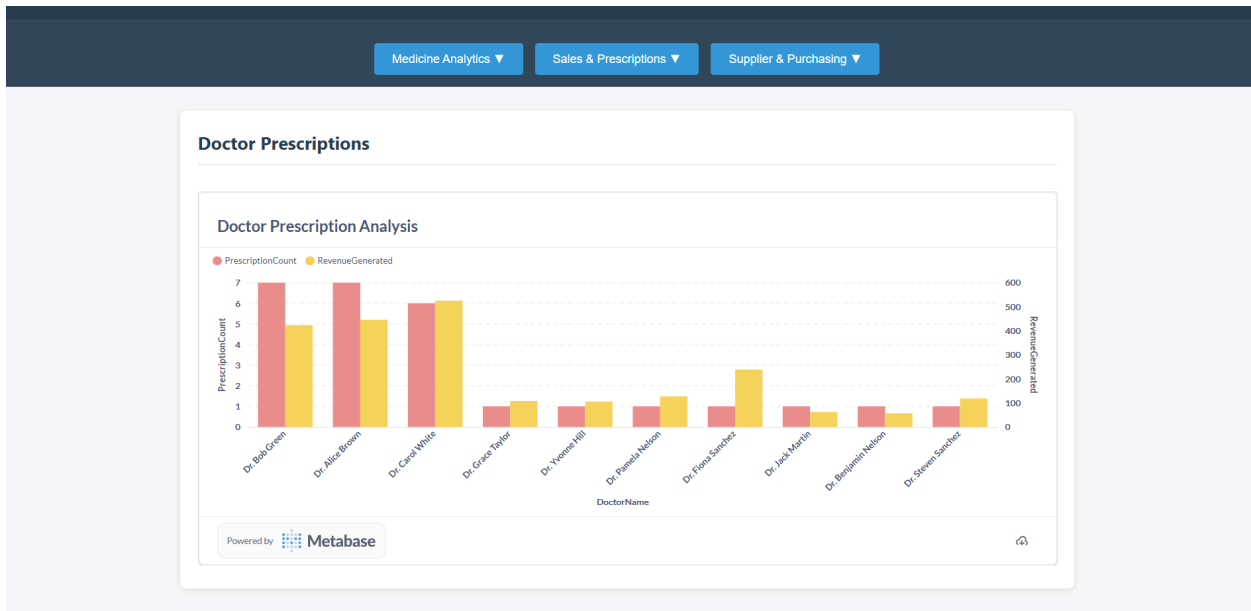 Medicine Analytics ▼ Sales & Prescriptions ▼ Supplier & Purchasing ▼
Doctor Prescriptions
Doctor Prescription Analysis
PrescriptionCount RevenueGenerated
7 600
6 500
5 400
4 300
3 200
2 100
1 0
0
PrescriptionCount
RevenueGenerated
Dr. Bob Green
Dr. Alice Brown
Dr. Carol White
Dr. Grace Taylor
Dr. Yvonne Hill
Dr. Pamela Nelson
Dr. Fiona Sanchez
Dr. Jack Martin
Dr. Benjamin Nelson
Dr. Steven Sanchez
DoctorName
Powered by Metabase